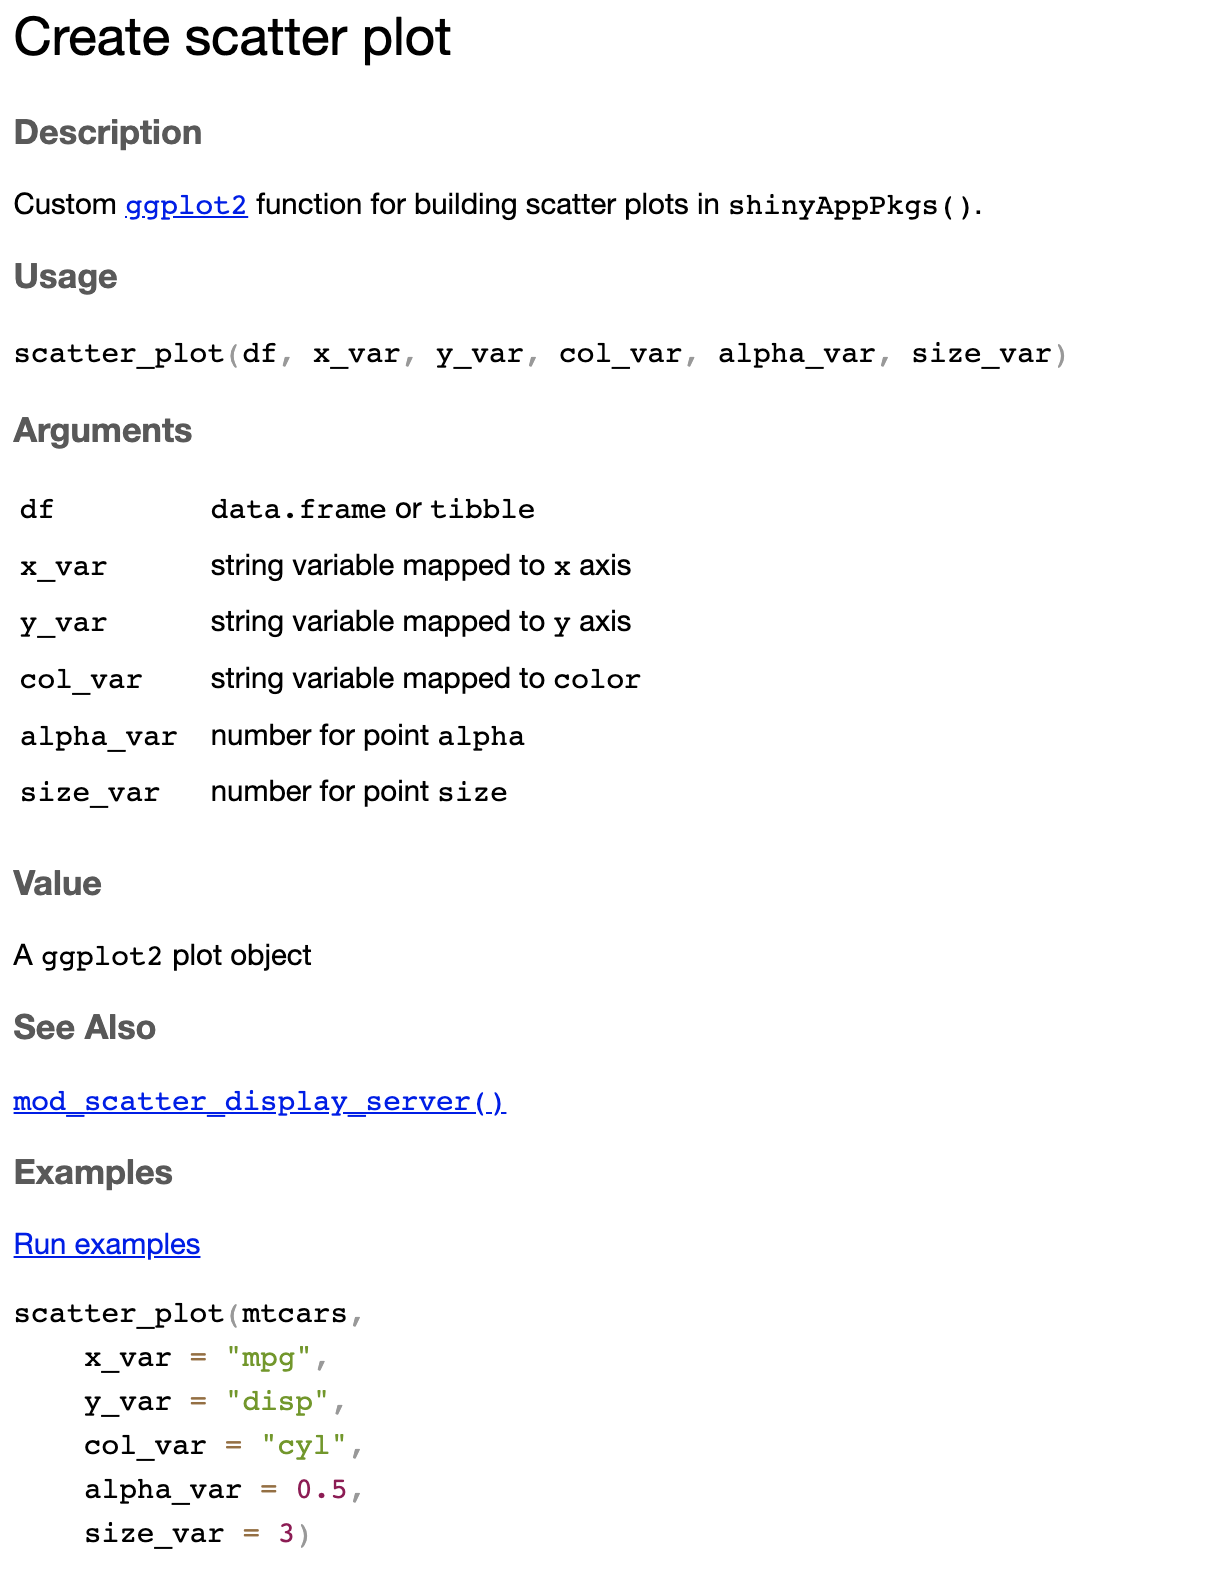 Create scatter plot
Description
Custom ggplot2 function for building scatter plots in shinyAppPkgs().
Usage
scatter_plot(df, x_var, y_var, col_var, alpha_var, size_var)
Arguments
df data.frame or tibble
x_var string variable mapped to x axis
y_var string variable mapped to y axis
col_var string variable mapped to color
alpha_var number for point alpha
size_var number for point size
Value
A ggplot2 plot object
See Also
mod_scatter_display_server()
Examples
Run examples
scatter_plot(mtcars,
    x_var = "mpg",
    y_var = "disp",
    col_var = "cyl",
    alpha_var = 0.5,
    size_var = 3)